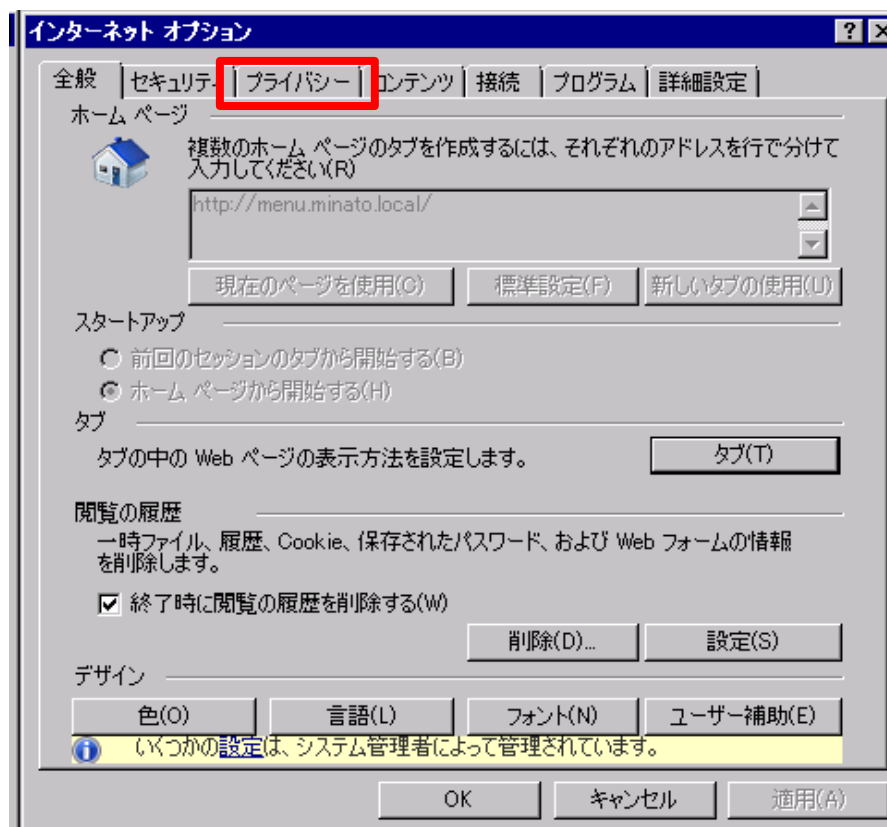 インターネット オプション
全般 セキュリティ プライバシー コンテンツ 接続 プログラム 詳細設定
ホーム ページ
複数のホーム ページのタブを作成するには、それぞれのアドレスを行で分けて
入力してください(R)
http://menu.minato.local/
現在のページを使用(C) 標準設定(F) 新しいタブの使用(U)
スタートアップ
前回のセッションのタブから開始する(B)
ホーム ページから開始する(H)
タブ
タブの中の Web ページの表示方法を設定します。 タブ(T)
閲覧の履歴
一時ファイル、履歴、Cookie、保存されたパスワード、および Web フォームの情報
を削除します。
終了時に閲覧の履歴を削除する(W)
削除(D)... 設定(S)
デザイン
色(O) 言語(L) フォント(N) ユーザー補助(E)
いくつかの設定は、システム管理者によって管理されています。
OK キャンセル 適用(A)